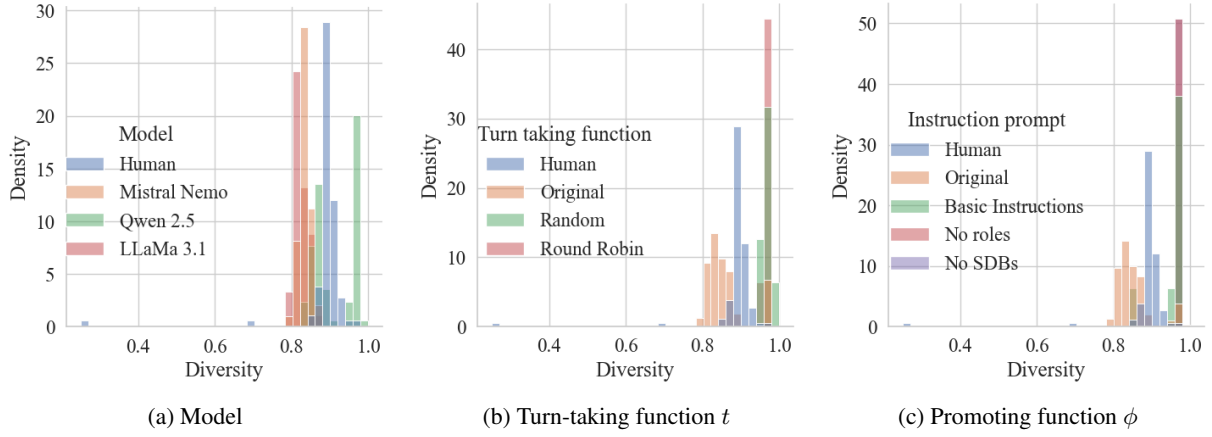 30
25
20
15
10
5
0
Density
Model
Human
Mistral Nemo
Qwen 2.5
LLaMa 3.1
0.4
0.6
0.8
1.0
Diversity
(a) Model
40
30
20
10
0
Density
Turn taking function
Human
Original
Random
Round Robin
0.4
0.6
0.8
1.0
Diversity
(b) Turn-taking function t
50
40
30
20
10
0
Density
Instruction prompt
Human
Original
Basic Instructions
No roles
No SDBs
0.4
0.6
0.8
1.0
Diversity
(c) Promoting function ϕ